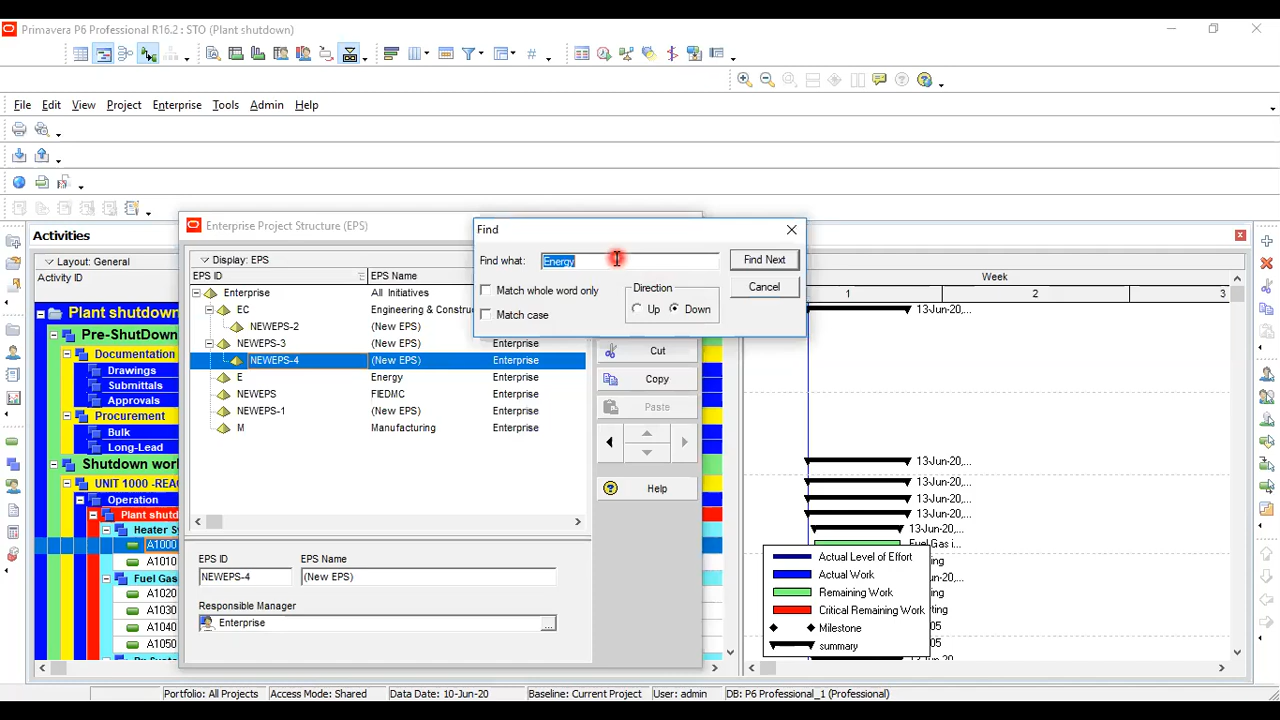 Primavera P6 Professional R16.2 : STO (Plant shutdown)
File Edit View Project Enterprise Tools Admin Help
Activities
Layout: General
Activity ID
Plant shutdown
Pre-ShutDown
Documentation
Drawings
Submittals
Approvals
Procurement
Bulk
Long-Lead
Shutdown work
UNIT 1000 -REAC
Operation
Plant shutd
Heater Sy
A1000
A1010
Fuel Gas
A1020
A1030
A1040
A1050
Enterprise Project Structure (EPS)
Display: EPS
EPS ID EPS Name
Enterprise All Initiatives
EC Engineering & Constru
NEWEPS-2 (New EPS)
NEWEPS-3 (New EPS) Enterprise
NEWEPS-4 (New EPS) Enterprise
E Energy Enterprise
NEWEPS FIEDMC Enterprise
NEWEPS-1 (New EPS) Enterprise
M Manufacturing Enterprise
Cut
Copy
Paste
Help
EPS ID EPS Name
NEWEPS-4 (New EPS)
Responsible Manager
Enterprise ...
Find
Find what: Energy Find Next
Match whole word only
Match case
Direction
Up Down
Cancel
Week
1 2 3
13-Jun-20,...
13-Jun-20,...
13-Jun-20,...
13-Jun-20,...
13-Jun-20,...
13-Jun-20,...
Fuel Gas i...
Actual Level of Effort
Actual Work
Remaining Work
Critical Remaining Work
Milestone
summary
Portfolio: All Projects Access Mode: Shared Data Date: 10-Jun-20 Baseline: Current Project User: admin DB: P6 Professional_1 (Professional)